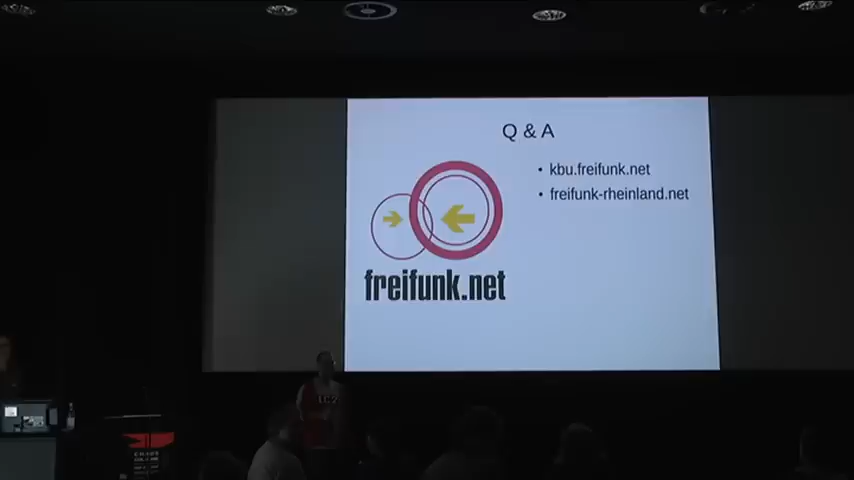 Q & A
• kbu.freifunk.net
• freifunk-rheinland.net
freifunk.net